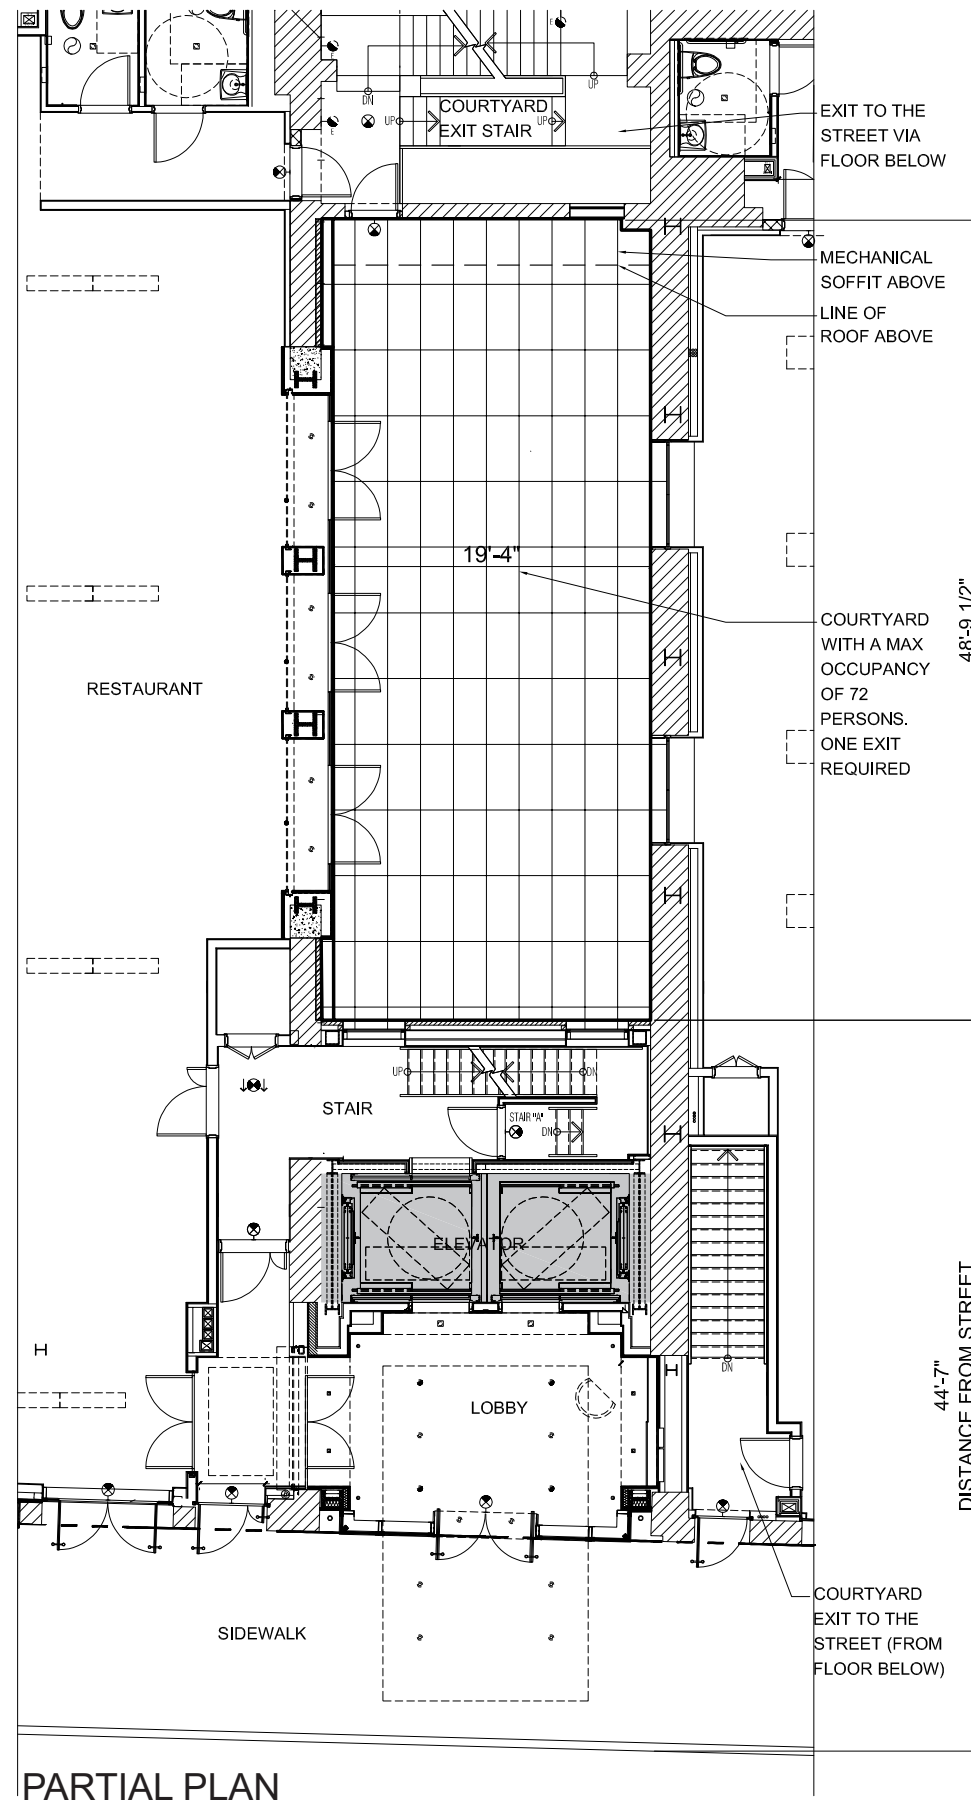 COURTYARD
EXIT STAIR
DN
UP
UP
UP
E
E
E
EXIT TO THE
STREET VIA
FLOOR BELOW
MECHANICAL
SOFFIT ABOVE
LINE OF
ROOF ABOVE
19'-4"
48'-9 1/2"
COURTYARD
WITH A MAX
OCCUPANCY
OF 72
PERSONS.
ONE EXIT
REQUIRED
RESTAURANT
UP
DN
STAIR
STAIR "A"
DN
ELEVATOR
DN
LOBBY
44'-7"
DISTANCE FROM STREET
COURTYARD
EXIT TO THE
STREET (FROM
FLOOR BELOW)
SIDEWALK
PARTIAL PLAN